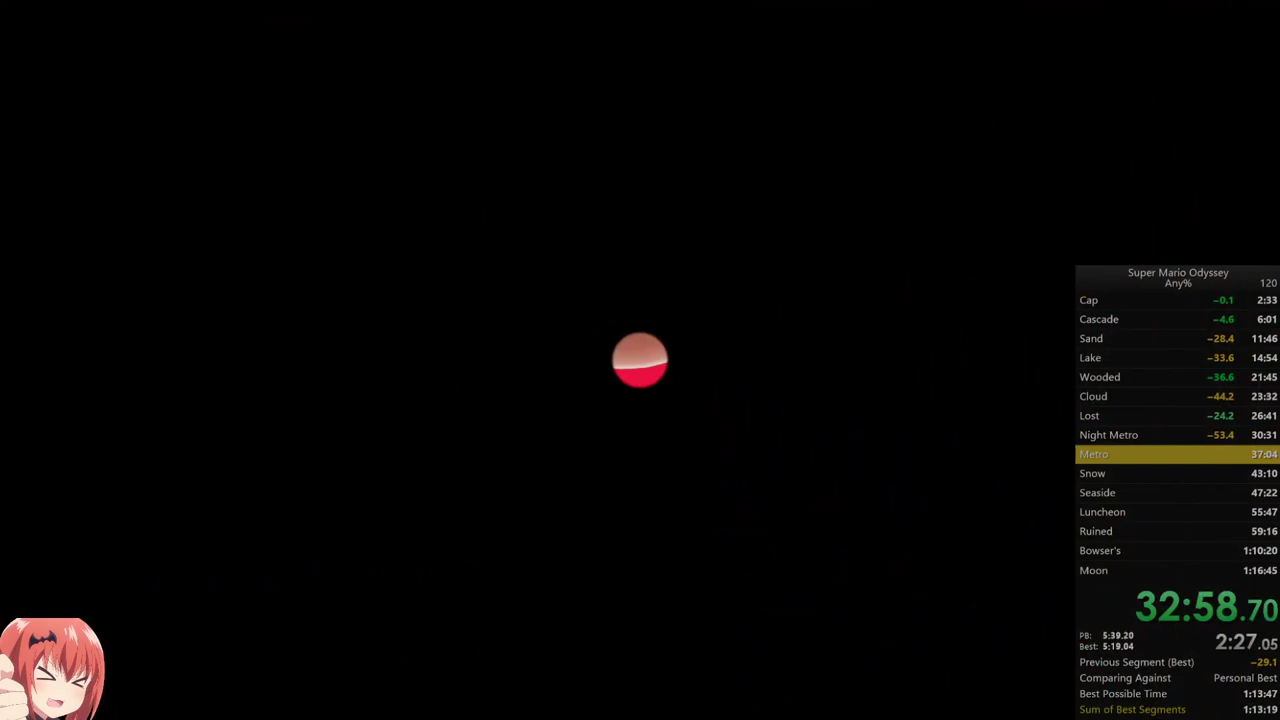 Super Mario Odyssey
Any% 120
Cap −0.1 2:33
Cascade −4.6 6:01
Sand −28.4 11:46
Lake −33.6 14:54
Wooded −36.6 21:45
Cloud −44.2 23:32
Lost −24.2 26:41
Night Metro −53.4 30:31
Metro 37:04
Snow 43:10
Seaside 47:22
Luncheon 55:47
Ruined 59:16
Bowser's 1:10:20
Moon 1:16:45
32:58.70
PB: 5:39.20
Best: 5:19.04
2:27.05
Previous Segment (Best) −29.1
Comparing Against Personal Best
Best Possible Time 1:13:47
Sum of Best Segments 1:13:19